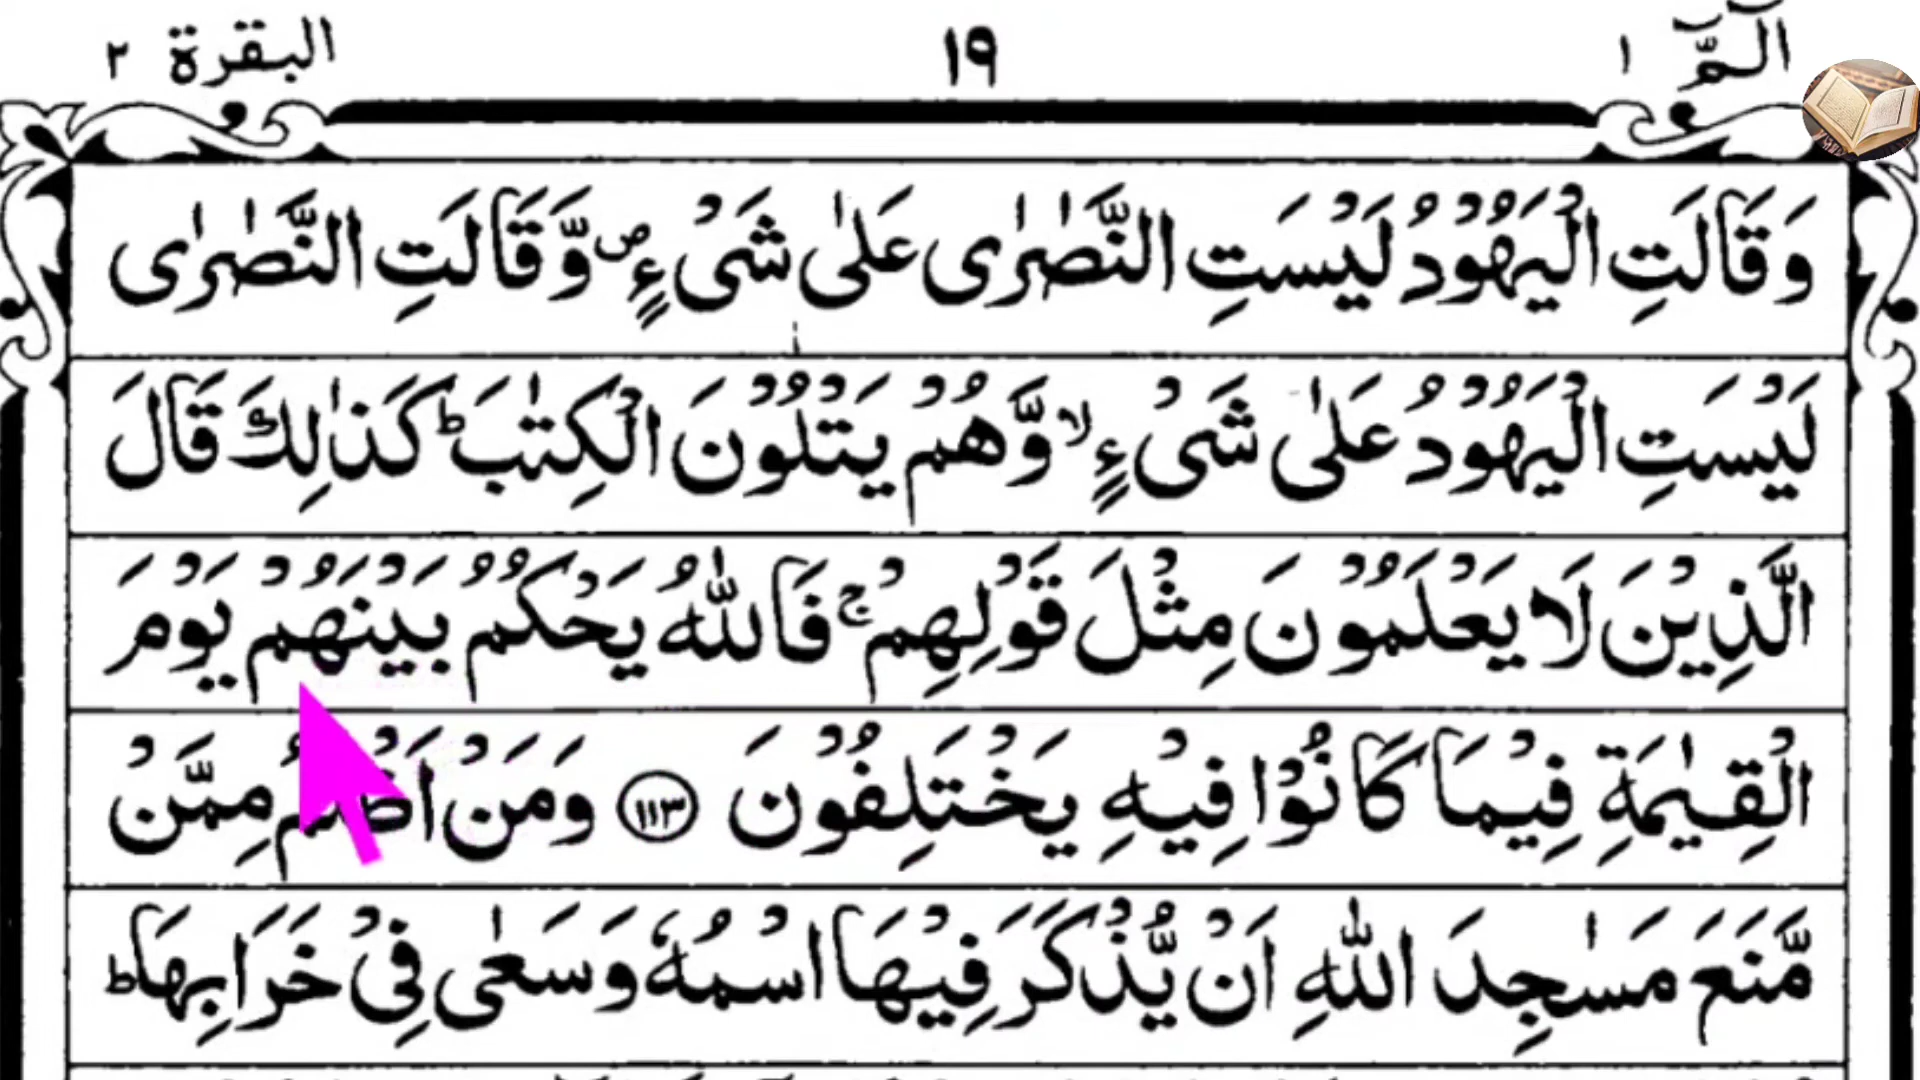 الٓمّٓ ١ ١٩ البقرة ٢
وَقَالَتِ الْيَهُوْدُ لَيْسَتِ النَّصٰرٰى عَلٰى شَیْءٍ ۪ وَّقَالَتِ النَّصٰرٰى
لَيْسَتِ الْيَهُوْدُ عَلٰى شَیْءٍ ۙ وَّهُمْ يَتْلُوْنَ الْكِتٰبَ ؕ كَذٰلِكَ قَالَ
الَّذِيْنَ لَا يَعْلَمُوْنَ مِثْلَ قَوْلِهِمْ ۚ فَاللّٰهُ يَحْكُمُ بَيْنَهُمْ يَوْمَ
الْقِيٰمَةِ فِيْمَا كَانُوْا فِيْهِ يَخْتَلِفُوْنَ ١١٣ وَمَنْ اَظْلَمُ مِمَّنْ
مَّنَعَ مَسٰجِدَ اللّٰهِ اَنْ يُّذْكَرَ فِيْهَا اسْمُهٗ وَسَعٰى فِیْ خَرَابِهَا ؕ